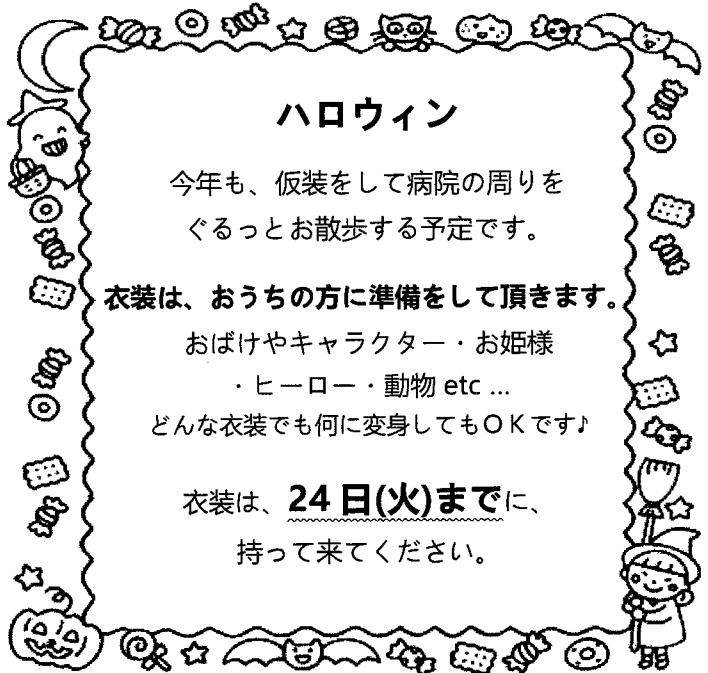 ハロウィン
今年も、仮装をして病院の周りを
ぐるっとお散歩する予定です。
衣装は、おうちの方に準備をして頂きます。
おばけやキャラクター・お姫様
・ヒーロー・動物 etc ...
どんな衣装でも何に変身してもＯＫです♪
衣装は、24日(火)までに、
持って来てください。